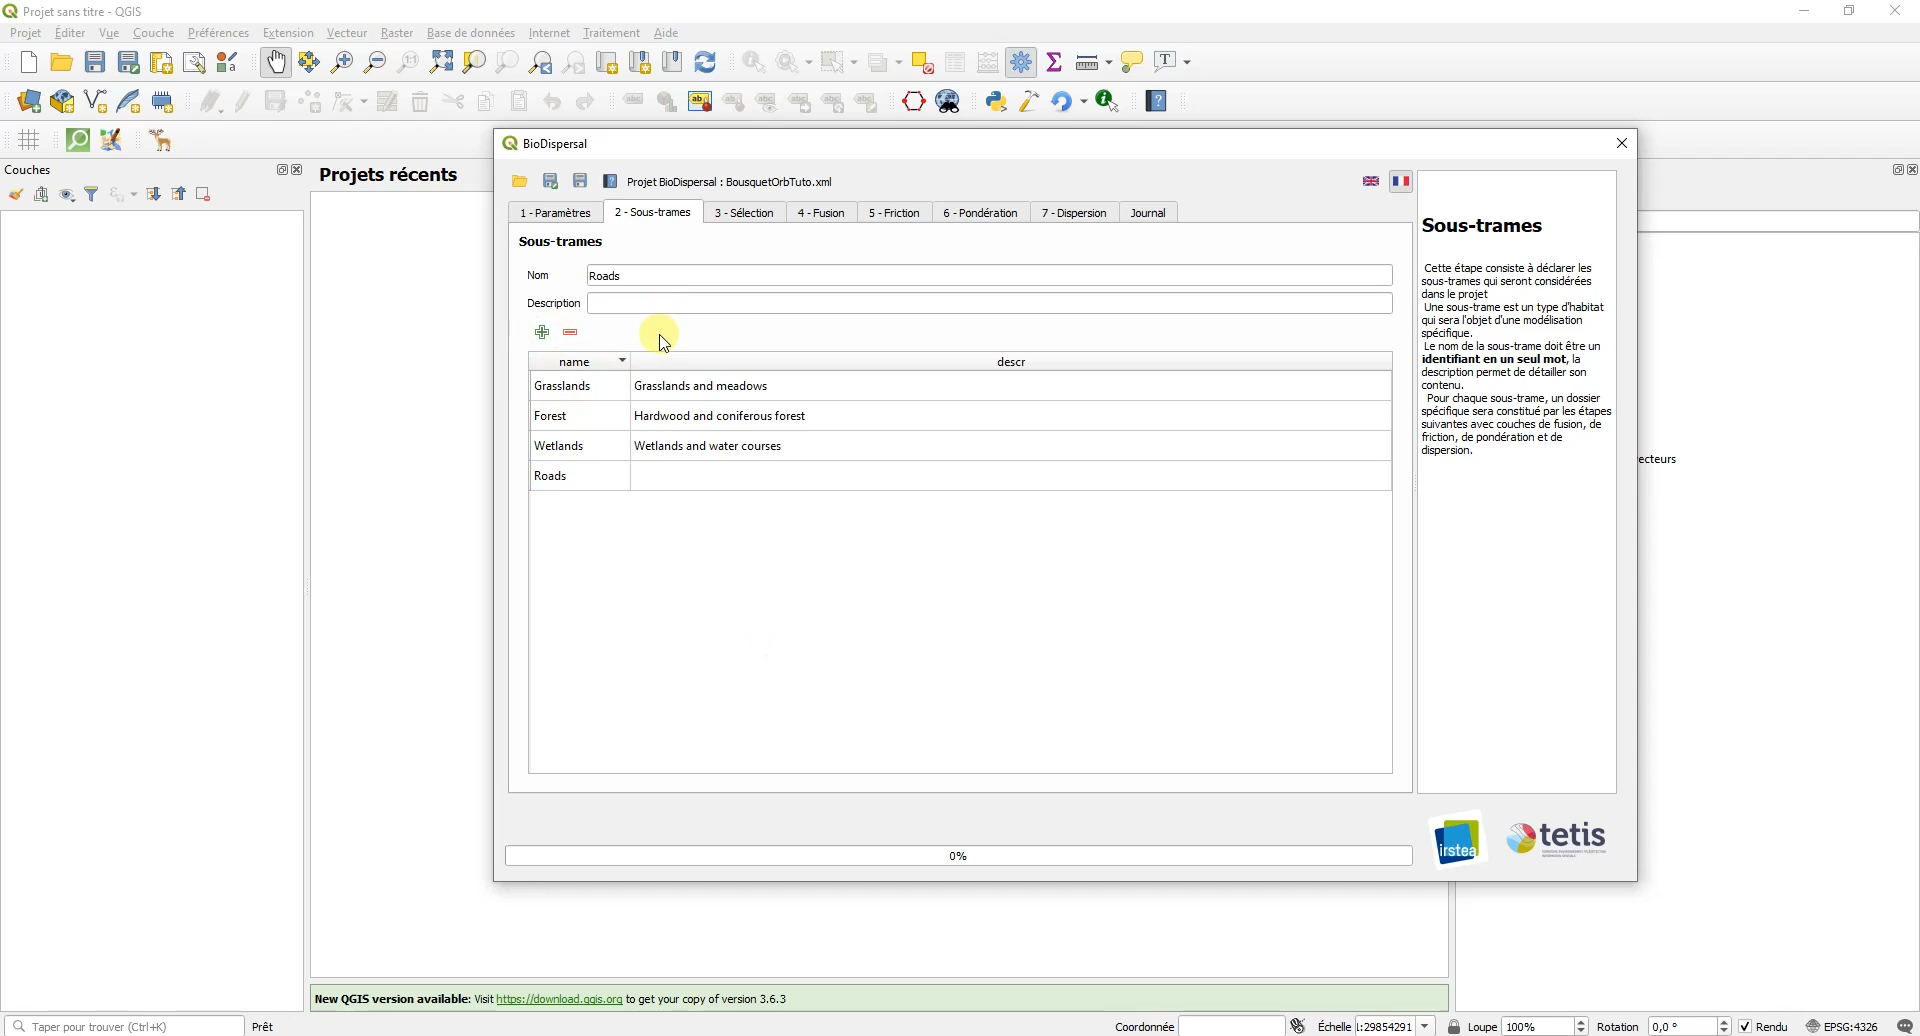 Projet sans titre - QGIS
Projet Éditer Vue Couche Préférences Extension Vecteur Raster Base de données Internet Traitement Aide
Couches
Projets récents
BioDispersal
Projet BioDispersal : BousquetOrbTuto.xml
1 - Paramètres 2 - Sous-trames 3 - Sélection 4 - Fusion 5 - Friction 6 - Pondération 7 - Dispersion Journal
Sous-trames
Nom Roads
Description
name descr
Grasslands Grasslands and meadows
Forest Hardwood and coniferous forest
Wetlands Wetlands and water courses
Roads
0%
Sous-trames
Cette étape consiste à déclarer les
sous-trames qui seront considérées
dans le projet
Une sous-trame est un type d'habitat
qui sera l'objet d'une modélisation
spécifique.
Le nom de la sous-trame doit être un
identifiant en un seul mot, la
description permet de détailler son
contenu.
Pour chaque sous-trame, un dossier
spécifique sera constitué par les étapes
suivantes avec couches de fusion, de
friction, de pondération et de
dispersion.
irstea
tetis
ecteurs
New QGIS version available: Visit https://download.qgis.org to get your copy of version 3.6.3
Taper pour trouver (Ctrl+K) Prêt Coordonnée Échelle 1:29854291 Loupe 100% Rotation 0,0 ° Rendu EPSG:4326